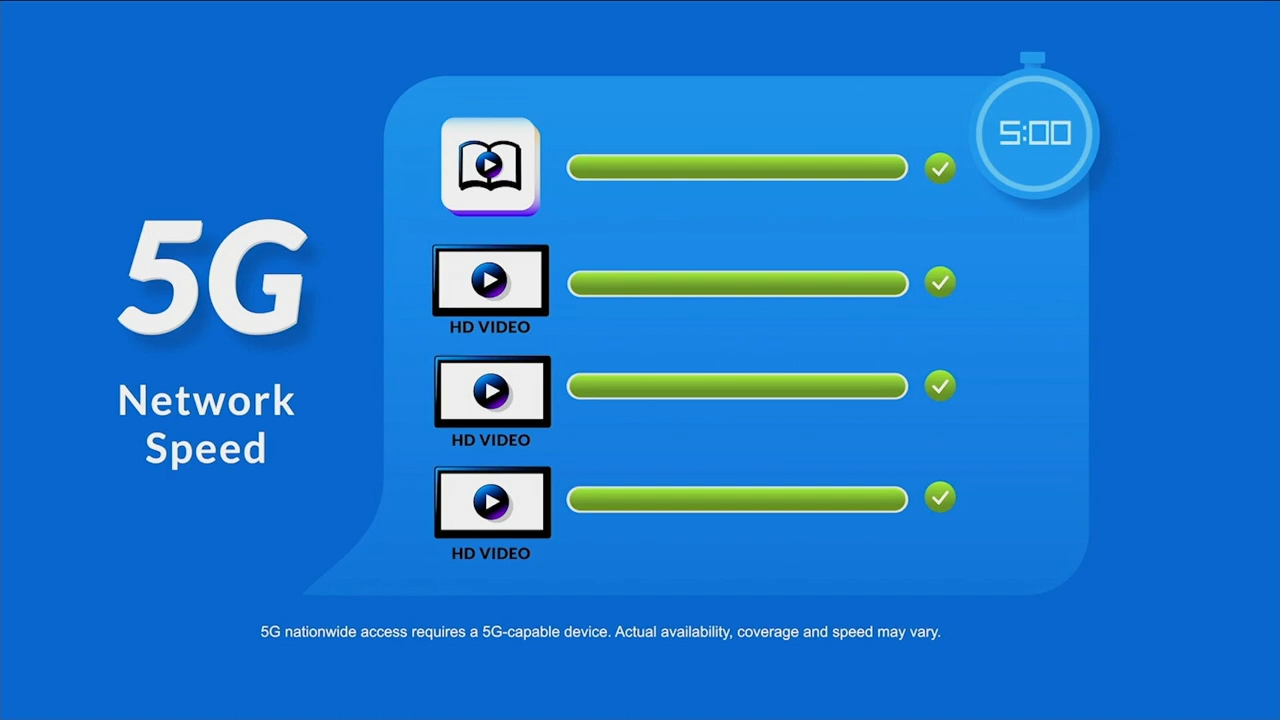 5G
Network
Speed
5:00
HD VIDEO
HD VIDEO
HD VIDEO
5G nationwide access requires a 5G-capable device. Actual availability, coverage and speed may vary.